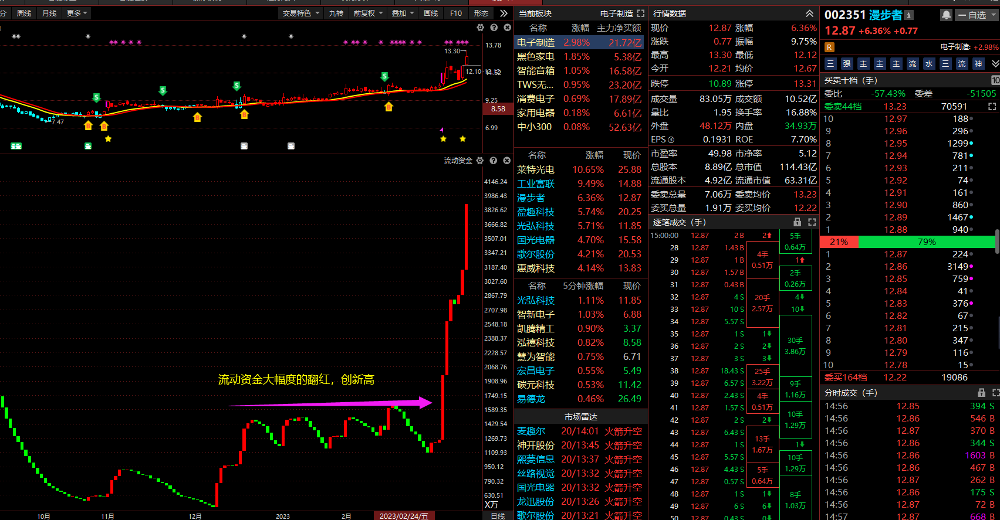 分 周线 月线 更多
交易特色 九转 前复权 叠加 画线 F10 形态
13.78
11.52
9.25
8.58
6.99
13.30
12.10
7.47
S
S
S
S
B
B
B
B
B
流动资金
4146.24
3986.43
3826.62
3666.82
3507.01
3347.21
3187.40
3027.60
2867.79
2707.98
2548.18
2388.37
2228.57
2068.76
1908.96
1749.15
1589.35
1429.54
1269.73
1109.93
950.12
790.32
630.51
X万
流动资金大幅度的翻红，创新高
10月 11月 12月 2023 2月 2023/02/24/五 日线
当前板块 电子制造
名称 涨幅 主力净买额
电子制造 2.98% 21.72亿
黑色家电 1.85% 5.38亿
智能音箱 1.05% 16.58亿
TWS无... 0.95% 23.20亿
消费电子 0.69% 17.89亿
家用电器 0.18% 6.61亿
中小300 0.08% 52.63亿
名称 涨幅 现价
莱特光电 10.65% 25.88
工业富联 9.49% 14.88
漫步者 6.36% 12.87
盈趣科技 5.74% 20.25
光弘科技 5.71% 11.85
国光电器 4.70% 15.58
歌尔股份 4.21% 20.53
惠威科技 4.14% 13.83
名称 5分钟涨幅 现价
光弘科技 1.11% 11.85
智新电子 1.03% 6.88
凯腾精工 0.90% 3.37
泓禧科技 0.82% 8.58
慧为智能 0.75% 6.71
宏昌电子 0.55% 5.49
碳元科技 0.53% 11.42
易德龙 0.46% 26.49
市场雷达
麦趣尔 20/14:01 火箭升空
神开股份 20/13:45 火箭升空
熙菱信息 20/13:37 火箭升空
丝路视觉 20/13:32 火箭升空
国光电器 20/13:32 火箭升空
龙迅股份 20/13:26 火箭升空
歌尔股份 20/13:21 火箭升空
行情数据
现价 12.87 涨幅 6.36%
涨跌 0.77 振幅 9.75%
最高 13.30 最低 12.12
今开 12.21 均价 12.67
跌停 10.89 涨停 13.31
成交量 83.05万 成交额 10.52亿
量比 1.95 换手率 16.88%
外盘 48.12万 内盘 34.93万
EPS③ 0.1931 ROE 7.70%
市盈率 49.98 市净率 5.12
总股本 8.89亿 总市值 114.43亿
流通股本 4.92亿 流通市值 63.31亿
委卖总量 7.06万 委卖均价 13.23
委买总量 1.91万 委买均价 12.22
逐笔成交（手）
15:00:00 12.87 2 B
28 12.87 1.43 B
29 12.87 1 B
30 12.87 1.57 B
31 12.87 0.43 B
32 12.87 4 S
33 12.87 10 S
34 12.87 5.57 S
35 12.87 1 S
36 12.87 2 S
37 12.87 3 S
38 12.87 18.43 S
39 12.87 6.57 S
40 12.87 2.43 S
41 12.87 1.57 S
42 12.87 2 S
43 12.87 6.43 S
44 12.87 1 S
45 12.87 5.57 S
46 12.87 4.43 S
47 12.87 0.57 S
48 12.87 1 S
49 12.87 6 S
50 12.87 0.43 S
2
4手
0.51万
20手
2.57万
1
2
3
25手
3.22万
4手
0.51万
2
13手
1.67万
5手
0.64万
1
6
0
5手
0.64万
1
2手
0.26万
4
10
30手
3.86万
9手
1.16万
10手
1.29万
1
10手
1.29万
8手
1.03万
002351 漫步者 自选
12.87 +6.36% +0.77
R 电子制造: +2.98%
三 强 主 主 主 流 水 三 流 神
买卖十档（手） 10
委比 -57.43% 委差 -51505
委卖44档 13.23 70591
10 12.97 188
9 12.96 296
8 12.95 1299
7 12.94 781
6 12.93 211
5 12.92 74
4 12.91 161
3 12.90 860
2 12.89 1467
1 12.88 940
21% 79%
1 12.87 224
2 12.86 3149
3 12.85 759
4 12.84 41
5 12.83 376
6 12.82 67
7 12.81 215
8 12.80 347
9 12.79 116
10 12.78 15
委买164档 12.22 19086
分时成交（手）
14:56 12.85 394 S
14:56 12.86 546 B
14:56 12.87 370 B
14:56 12.86 344 S
14:56 12.86 1603 B
14:56 12.86 467 B
14:56 12.87 262 B
14:56 12.86 175 S
14:56 12.87 72 B
14:57 12.87 668 B